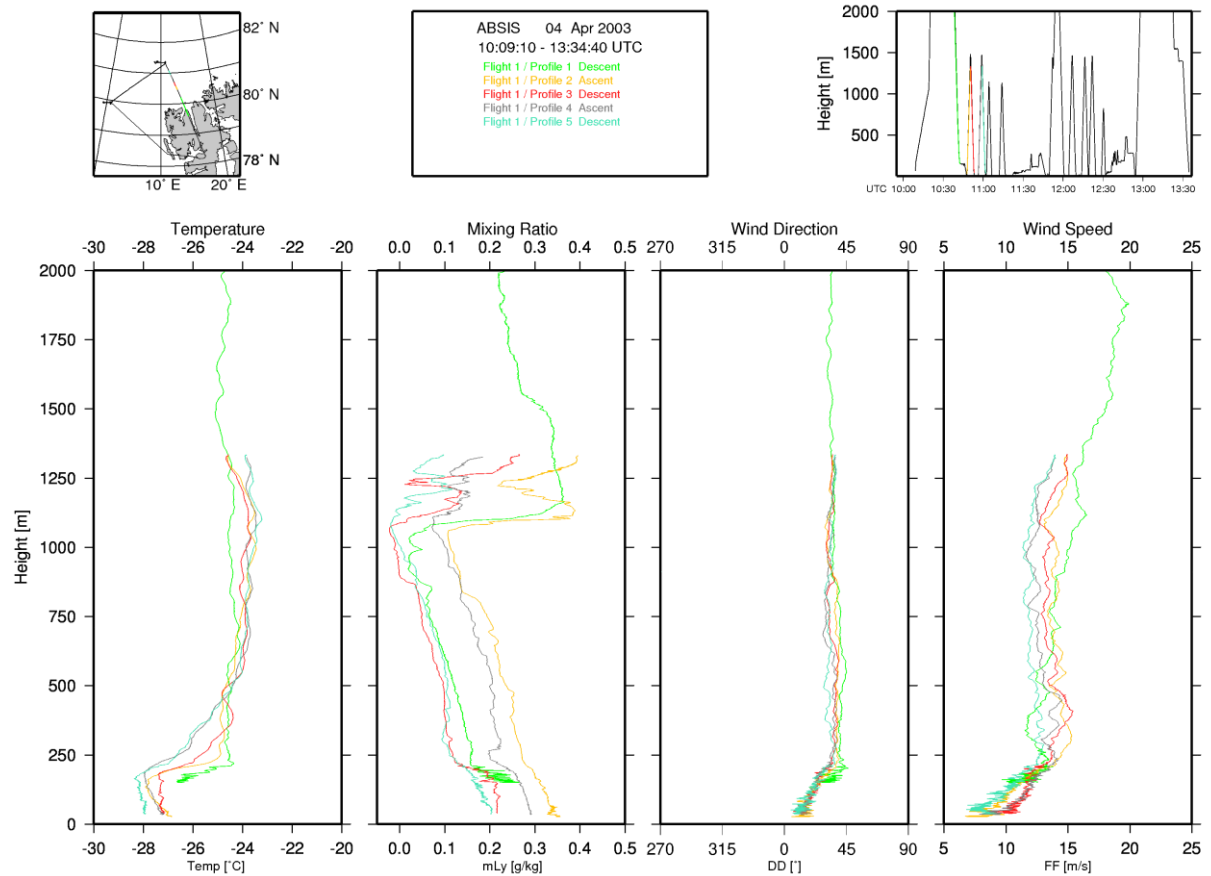 82° N
80° N
78° N
10° E 20° E
ABSIS 04 Apr 2003
10:09:10 - 13:34:40 UTC
Flight 1 / Profile 1 Descent
Flight 1 / Profile 2 Ascent
Flight 1 / Profile 3 Descent
Flight 1 / Profile 4 Ascent
Flight 1 / Profile 5 Descent
Height [m]
2000
1500
1000
500
UTC 10:00 10:30 11:00 11:30 12:00 12:30 13:00 13:30
Temperature
-30 -28 -26 -24 -22 -20
Height [m]
2000
1750
1500
1250
1000
750
500
250
0
-30 -28 -26 -24 -22 -20
Temp [°C]
Mixing Ratio
0.0 0.1 0.2 0.3 0.4 0.5
0.0 0.1 0.2 0.3 0.4 0.5
mLy [g/kg]
Wind Direction
270 315 0 45 90
270 315 0 45 90
DD [°]
Wind Speed
5 10 15 20 25
5 10 15 20 25
FF [m/s]